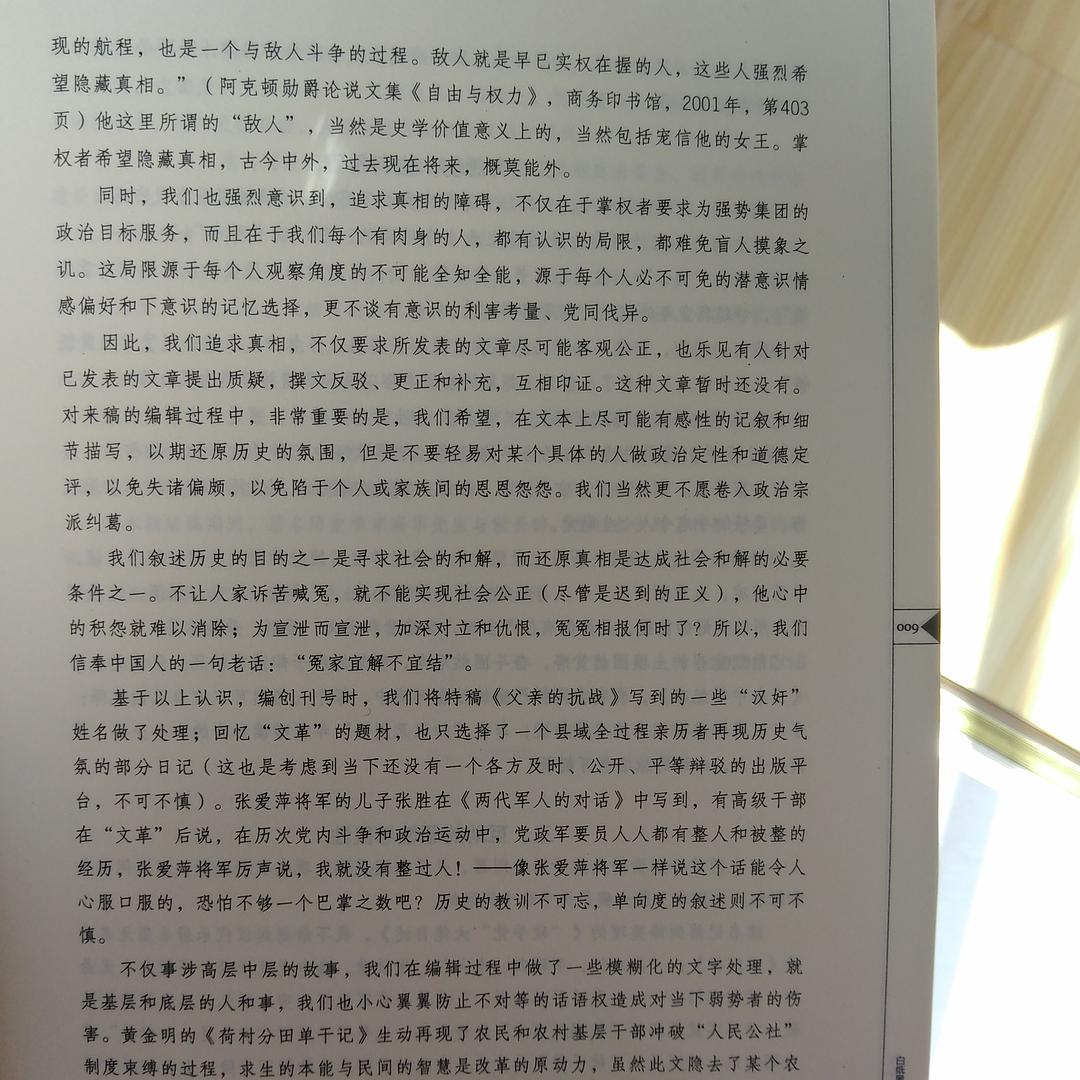 现的航程，也是一个与敌人斗争的过程。敌人就是早已实权在握的人，这些人强烈希
望隐藏真相。”（阿克顿勋爵论说文集《自由与权力》，商务印书馆，2001年，第403
页）他这里所谓的“敌人”，当然是史学价值意义上的，当然包括宠信他的女王。掌
权者希望隐藏真相，古今中外，过去现在将来，概莫能外。
同时，我们也强烈意识到，追求真相的障碍，不仅在于掌权者要求为强势集团的
政治目标服务，而且在于我们每个有肉身的人，都有认识的局限，都难免盲人摸象之
讥。这局限源于每个人观察角度的不可能全知全能，源于每个人必不可免的潜意识情
感偏好和下意识的记忆选择，更不谈有意识的利害考量、党同伐异。
因此，我们追求真相，不仅要求所发表的文章尽可能客观公正，也乐见有人针对
已发表的文章提出质疑，撰文反驳、更正和补充，互相印证。这种文章暂时还没有。
对来稿的编辑过程中，非常重要的是，我们希望，在文本上尽可能有感性的记叙和细
节描写，以期还原历史的氛围，但是不要轻易对某个具体的人做政治定性和道德定
评，以免失诸偏颇，以免陷于个人或家族间的恩恩怨怨。我们当然更不愿卷入政治宗
派纠葛。
我们叙述历史的目的之一是寻求社会的和解，而还原真相是达成社会和解的必要
条件之一。不让人家诉苦喊冤，就不能实现社会公正（尽管是迟到的正义），他心中
的积怨就难以消除；为宣泄而宣泄，加深对立和仇恨，冤冤相报何时了？所以，我们
信奉中国人的一句老话：“冤家宜解不宜结”。
009
基于以上认识，编创刊号时，我们将特稿《父亲的抗战》写到的一些“汉奸”
姓名做了处理；回忆“文革”的题材，也只选择了一个县域全过程亲历者再现历史气
氛的部分日记（这也是考虑到当下还没有一个各方及时、公开、平等辩驳的出版平
台，不可不慎）。张爱萍将军的儿子张胜在《两代军人的对话》中写到，有高级干部
在“文革”后说，在历次党内斗争和政治运动中，党政军要员人人都有整人和被整的
经历，张爱萍将军厉声说，我就没有整过人！——像张爱萍将军一样说这个话能令人
心服口服的，恐怕不够一个巴掌之数吧？历史的教训不可忘，单向度的叙述则不可不
慎。
不仅事涉高层中层的故事，我们在编辑过程中做了一些模糊化的文字处理，就
是基层和底层的人和事，我们也小心翼翼防止不对等的话语权造成对当下弱势者的伤
害。黄金明的《荷村分田单干记》生动再现了农民和农村基层干部冲破“人民公社”
制度束缚的过程，求生的本能与民间的智慧是改革的原动力，虽然此文隐去了某个农
白纸